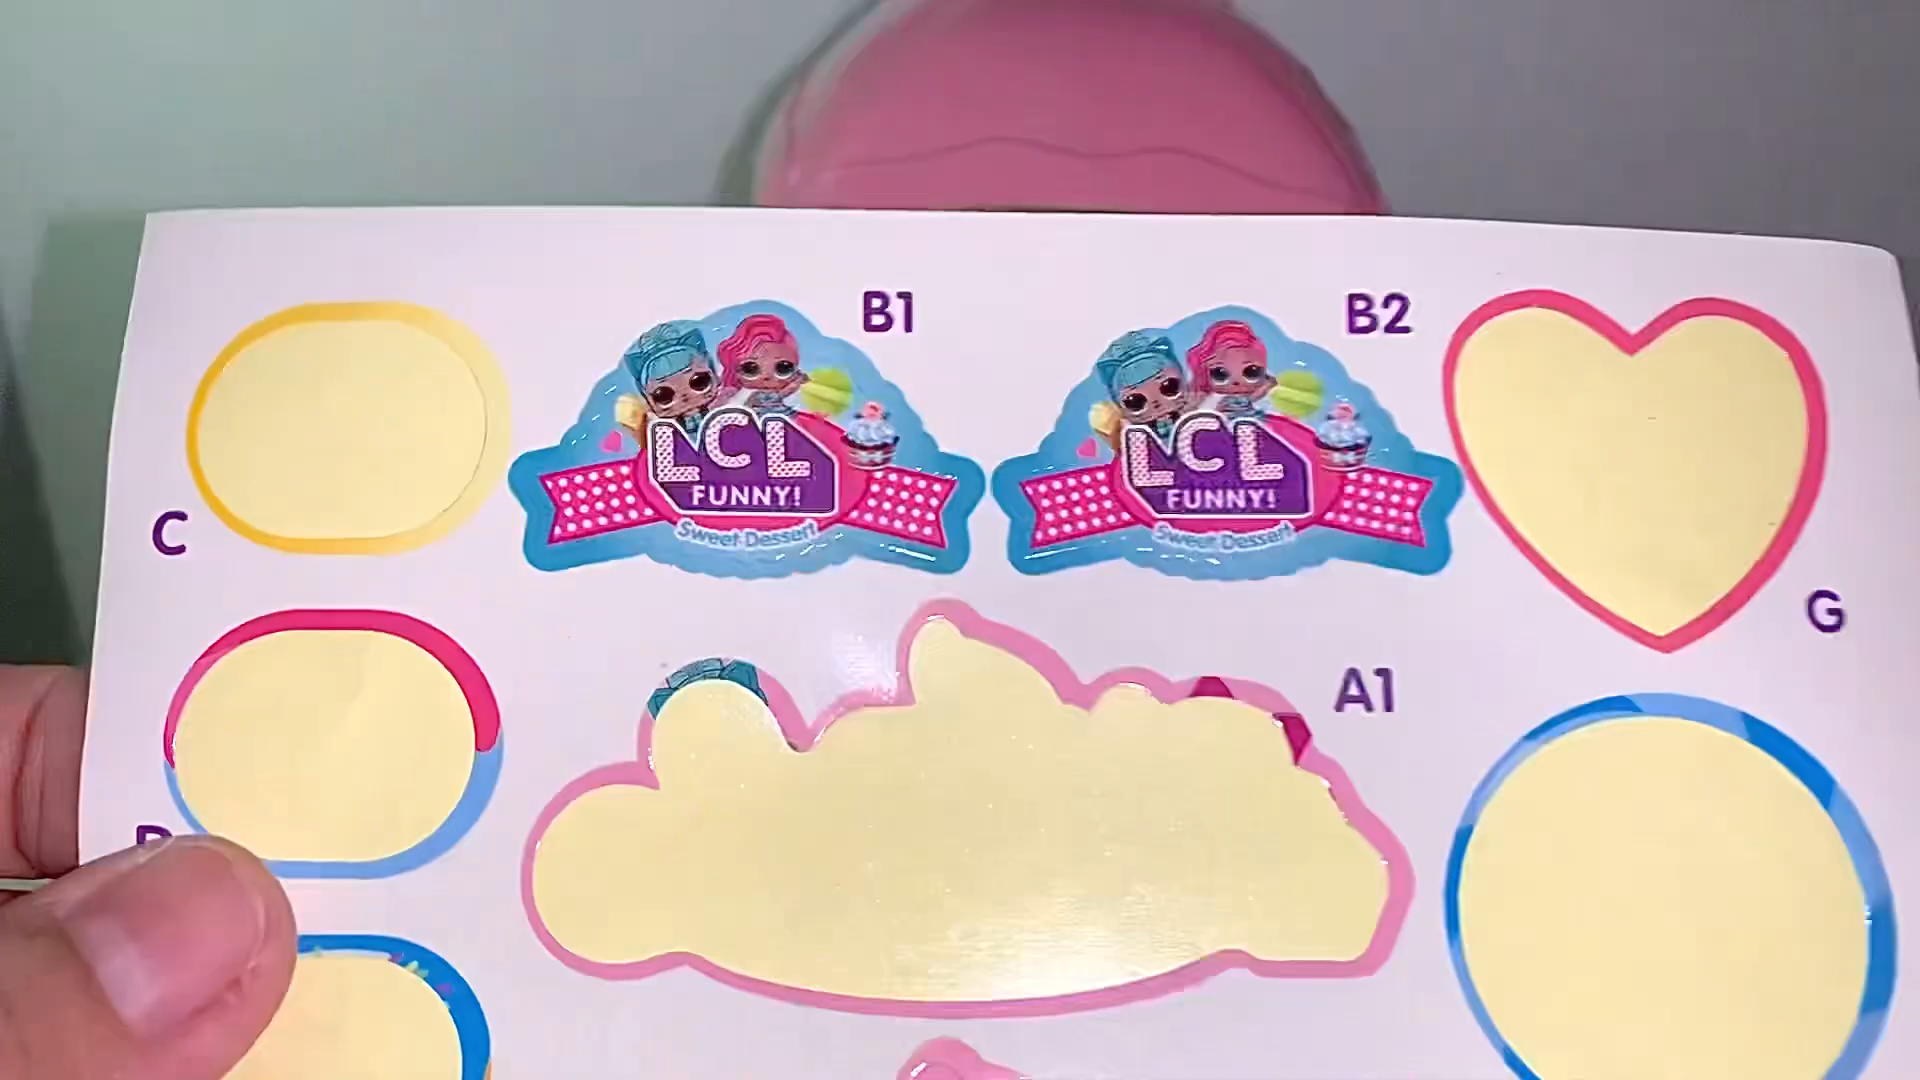 B1
B2
LCL
FUNNY!
Sweet Dessert
LCL
FUNNY!
Sweet Dessert
C
G
A1